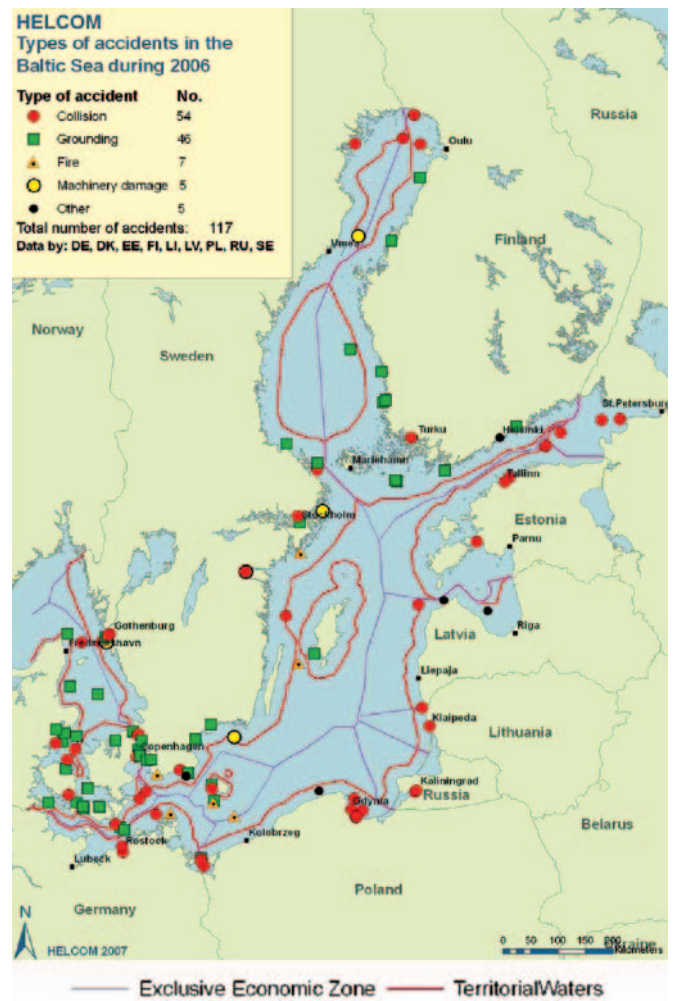 HELCOM
Types of accidents in the
Baltic Sea during 2006
Type of accident No.
Collision 54
Grounding 46
Fire 7
Machinery damage 5
Other 5
Total number of accidents: 117
Data by: DE, DK, EE, FI, LI, LV, PL, RU, SE
Russia
Oulu
Finland
Umea
Norway
Sweden
St.Petersburg
Turku
Helsinki
Mariehamn
Tallinn
Stockholm
Estonia
Parnu
Gothenburg
Riga
Latvia
Liepaja
Klaipeda
Lithuania
Copenhagen
Kaliningrad
Russia
Gdynia
Belarus
Kolobrzeg
Rostock
Lubeck
Poland
Germany
N
HELCOM 2007
0 25 50 100 150 200
Kilometers
Ukraine
Exclusive Economic Zone
TerritorialWaters